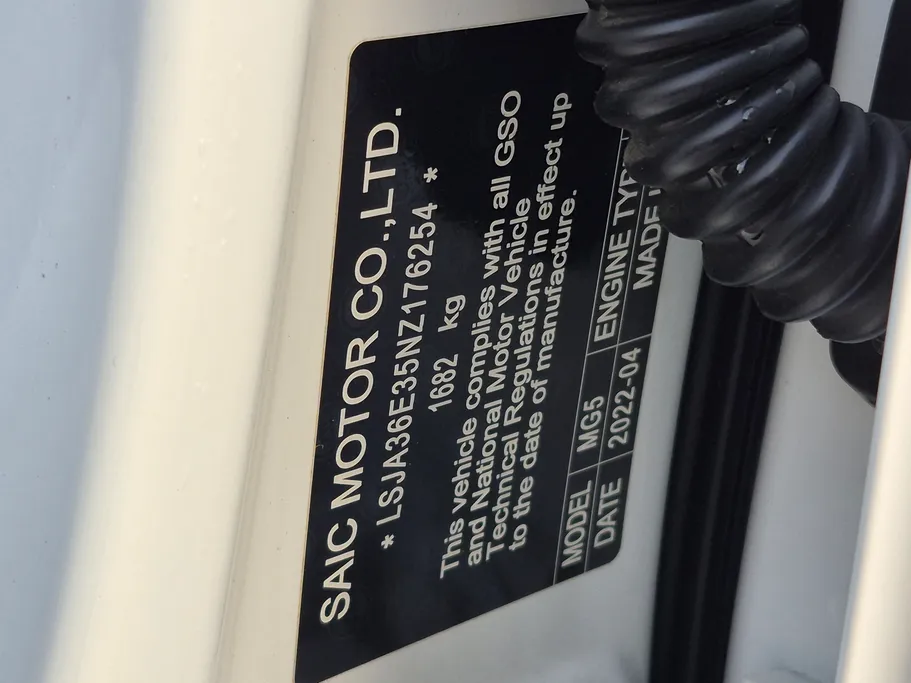 SAIC MOTOR CO.,LTD.
* LSJA36E35NZ176254 *
1682 kg
This vehicle complies with all GSO
and National Motor Vehicle
Technical Regulations in effect up
to the date of manufacture.
MODEL MG5 ENGINE
DATE 2022-04 MADE